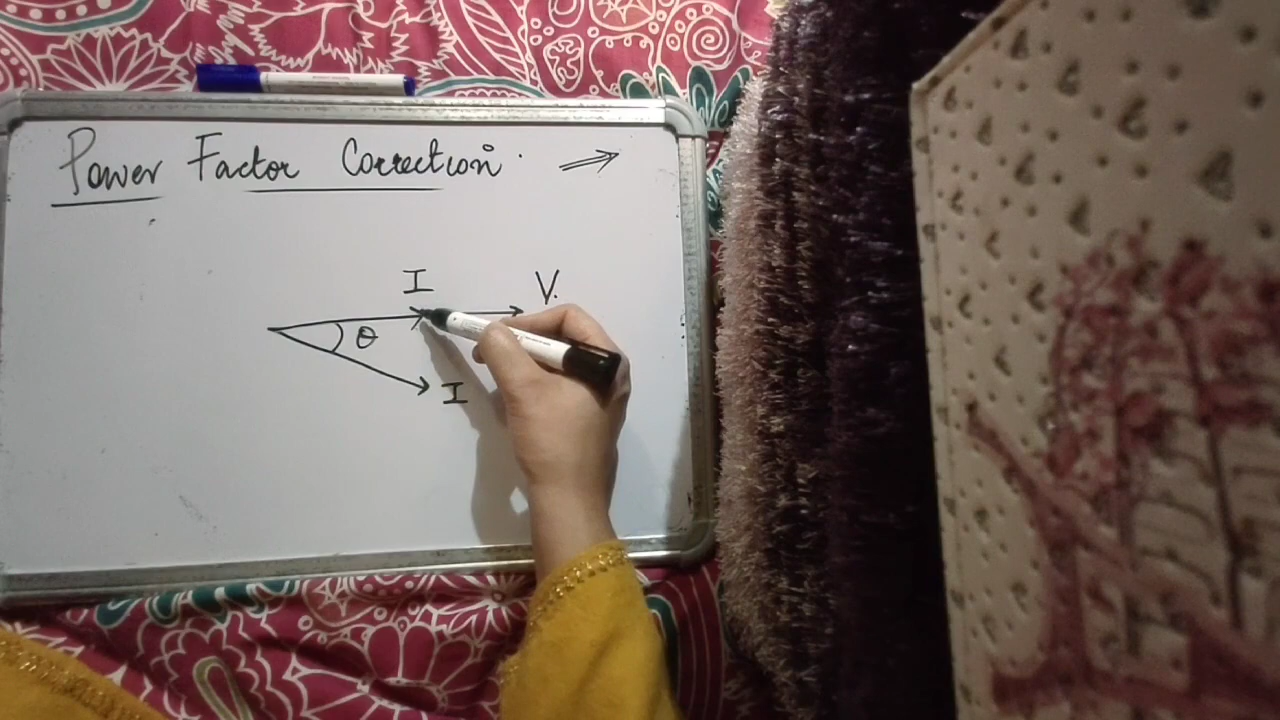 Power Factor Correction.
I V.
θ
I